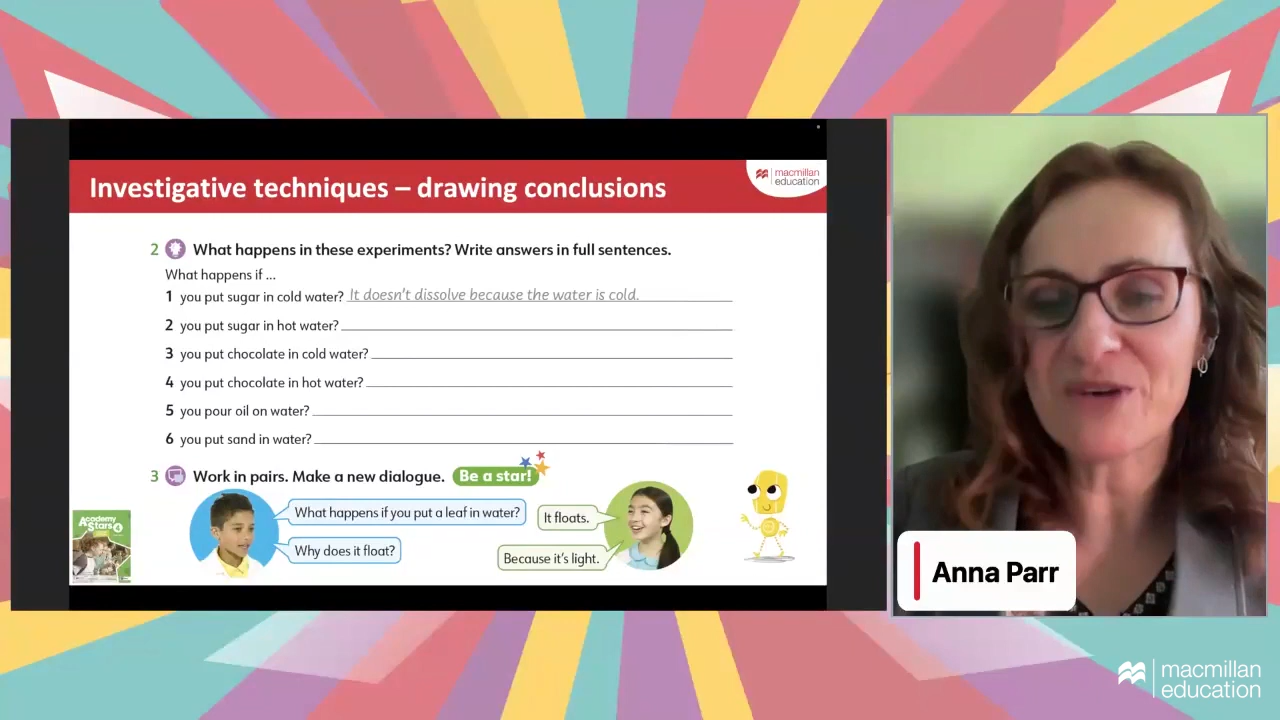 Investigative techniques – drawing conclusions
macmillan
education
2 What happens in these experiments? Write answers in full sentences.
What happens if ...
1 you put sugar in cold water? It doesn't dissolve because the water is cold.
2 you put sugar in hot water?
3 you put chocolate in cold water?
4 you put chocolate in hot water?
5 you pour oil on water?
6 you put sand in water?
3 Work in pairs. Make a new dialogue. Be a star!
What happens if you put a leaf in water?
It floats.
Why does it float?
Because it's light.
Academy
Stars 4
Anna Parr
macmillan
education